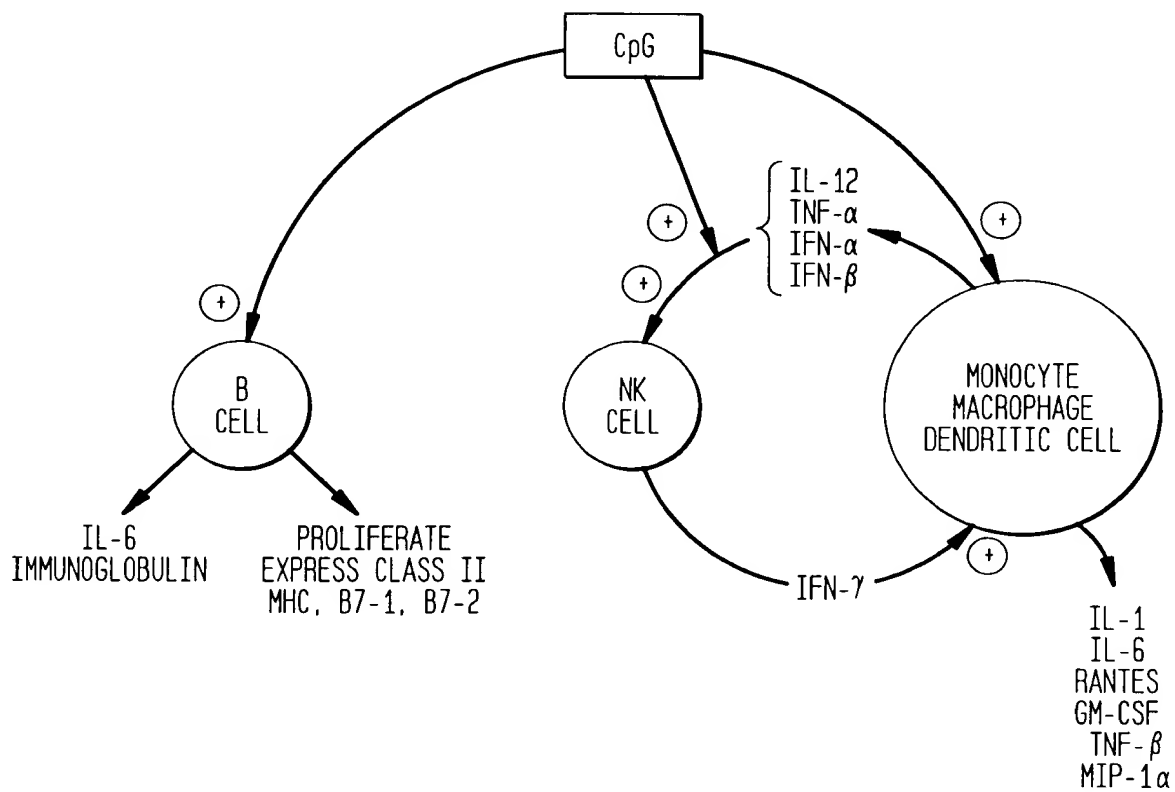 CpG
IL-12
TNF-α
IFN-α
IFN-β
+
+
+
+
B
CELL
NK
CELL
MONOCYTE
MACROPHAGE
DENDRITIC CELL
IL-6
IMMUNOGLOBULIN
PROLIFERATE
EXPRESS CLASS II
MHC, B7-1, B7-2
+
IFN-γ
IL-1
IL-6
RANTES
GM-CSF
TNF-β
MIP-1α